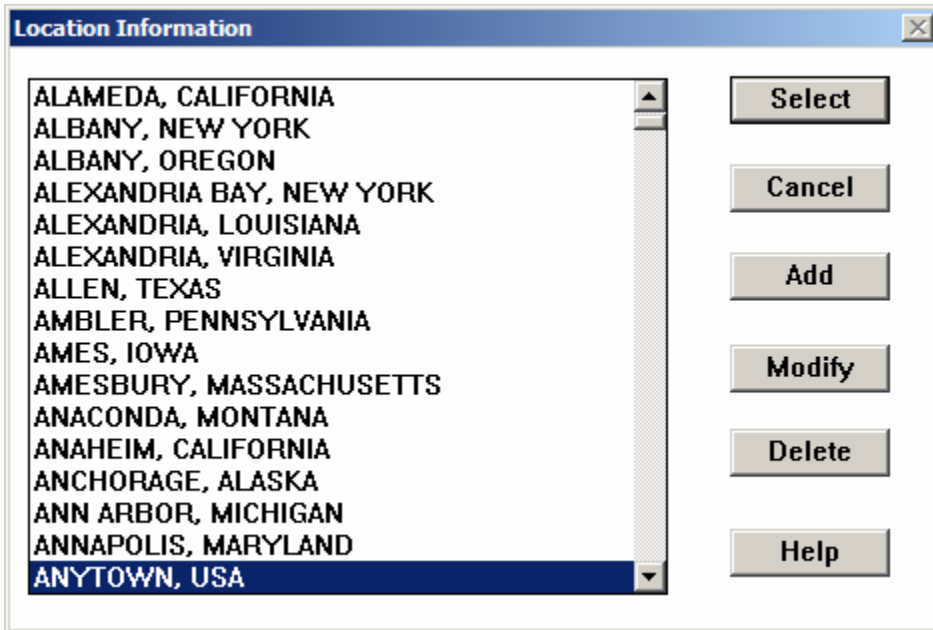 Location Information
ALAMEDA, CALIFORNIA
ALBANY, NEW YORK
ALBANY, OREGON
ALEXANDRIA BAY, NEW YORK
ALEXANDRIA, LOUISIANA
ALEXANDRIA, VIRGINIA
ALLEN, TEXAS
AMBLER, PENNSYLVANIA
AMES, IOWA
AMESBURY, MASSACHUSETTS
ANACONDA, MONTANA
ANAHEIM, CALIFORNIA
ANCHORAGE, ALASKA
ANN ARBOR, MICHIGAN
ANNAPOLIS, MARYLAND
ANYTOWN, USA
Select
Cancel
Add
Modify
Delete
Help